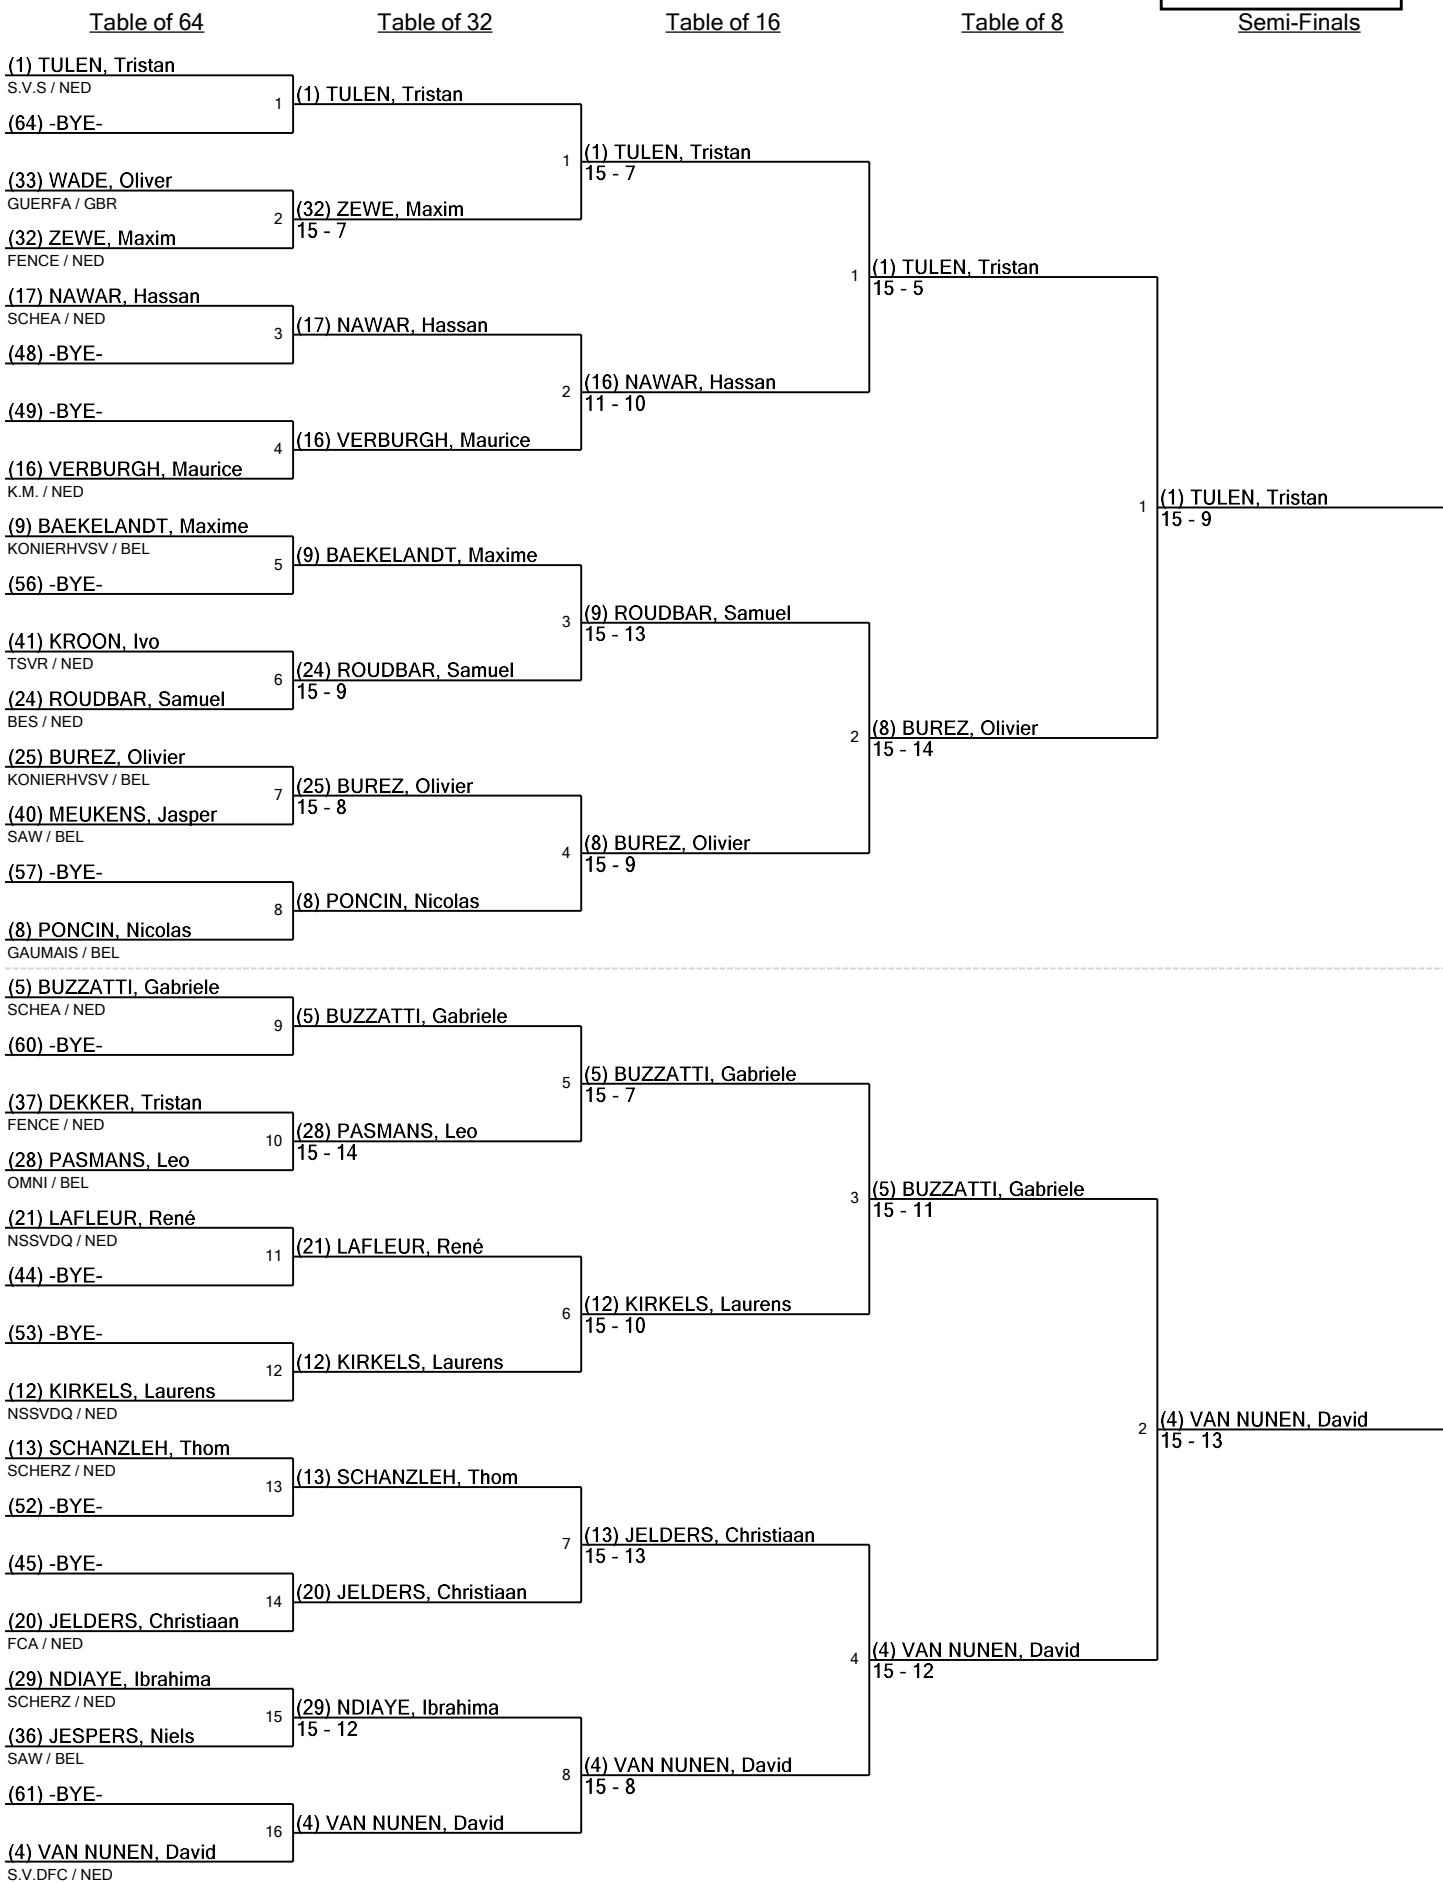 Table of 64
Table of 32
Table of 16
Table of 8
Semi-Finals
(1) TULEN, Tristan
S.V.S / NED
(64) -BYE-
(33) WADE, Oliver
GUERFA / GBR
(32) ZEWE, Maxim
FENCE / NED
(17) NAWAR, Hassan
SCHEA / NED
(48) -BYE-
(49) -BYE-
(16) VERBURGH, Maurice
K.M. / NED
(9) BAEKELANDT, Maxime
KONIERHVSV / BEL
(56) -BYE-
(41) KROON, Ivo
TSVR / NED
(24) ROUDBAR, Samuel
BES / NED
(25) BUREZ, Olivier
KONIERHVSV / BEL
(40) MEUKENS, Jasper
SAW / BEL
(57) -BYE-
(8) PONCIN, Nicolas
GAUMAIS / BEL
(5) BUZZATTI, Gabriele
SCHEA / NED
(60) -BYE-
(37) DEKKER, Tristan
FENCE / NED
(28) PASMANS, Leo
OMNI / BEL
(21) LAFLEUR, René
NSSVDQ / NED
(44) -BYE-
(53) -BYE-
(12) KIRKELS, Laurens
NSSVDQ / NED
(13) SCHANZLEH, Thom
SCHERZ / NED
(52) -BYE-
(45) -BYE-
(20) JELDERS, Christiaan
FCA / NED
(29) NDIAYE, Ibrahima
SCHERZ / NED
(36) JESPERS, Niels
SAW / BEL
(61) -BYE-
(4) VAN NUNEN, David
S.V.DFC / NED
1
(1) TULEN, Tristan
2
(32) ZEWE, Maxim
15 - 7
3
(17) NAWAR, Hassan
4
(16) VERBURGH, Maurice
5
(9) BAEKELANDT, Maxime
6
(24) ROUDBAR, Samuel
15 - 9
7
(25) BUREZ, Olivier
15 - 8
8
(8) PONCIN, Nicolas
9
(5) BUZZATTI, Gabriele
10
(28) PASMANS, Leo
15 - 14
11
(21) LAFLEUR, René
12
(12) KIRKELS, Laurens
13
(13) SCHANZLEH, Thom
14
(20) JELDERS, Christiaan
15
(29) NDIAYE, Ibrahima
15 - 12
16
(4) VAN NUNEN, David
1
(1) TULEN, Tristan
15 - 7
2
(16) NAWAR, Hassan
11 - 10
3
(9) ROUDBAR, Samuel
15 - 13
4
(8) BUREZ, Olivier
15 - 9
5
(5) BUZZATTI, Gabriele
15 - 7
6
(12) KIRKELS, Laurens
15 - 10
7
(13) JELDERS, Christiaan
15 - 13
8
(4) VAN NUNEN, David
15 - 8
1
(1) TULEN, Tristan
15 - 5
2
(8) BUREZ, Olivier
15 - 14
3
(5) BUZZATTI, Gabriele
15 - 11
4
(4) VAN NUNEN, David
15 - 12
1
(1) TULEN, Tristan
15 - 9
2
(4) VAN NUNEN, David
15 - 13